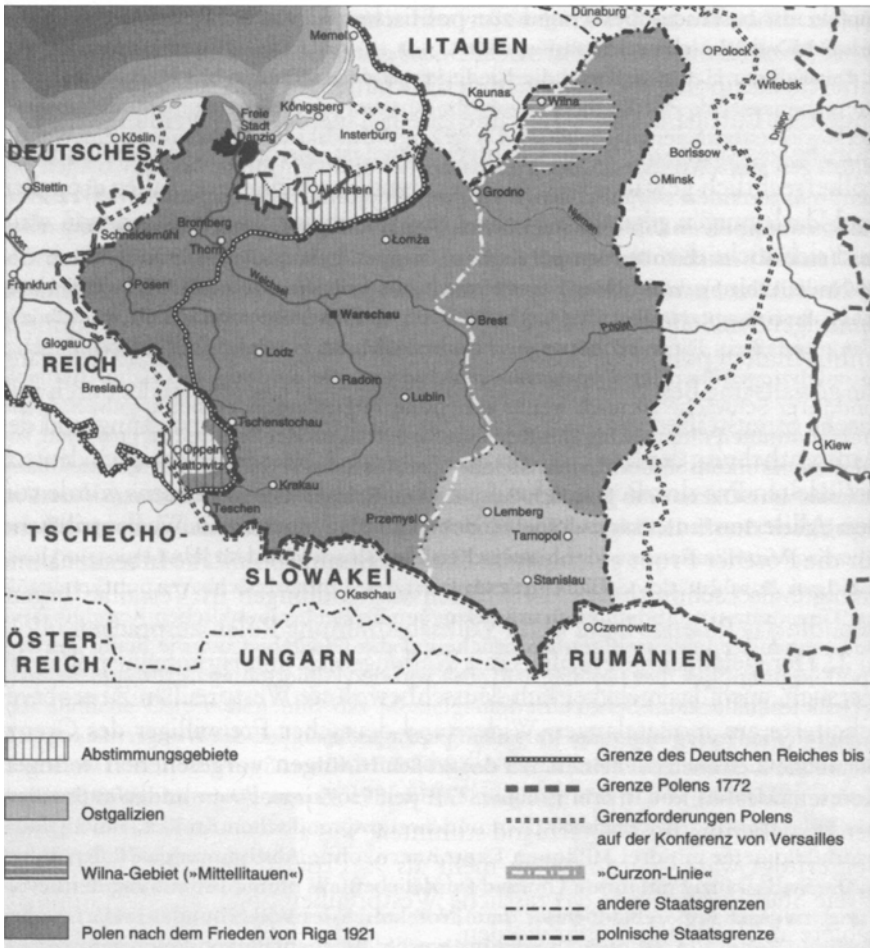 Dünaburg
Memel
LITAUEN
Polock
Kaunas
Witebsk
Wilna
Königsberg
Freie
Stadt
Danzig
Insterburg
Köslin
DEUTSCHES
Borissow
Minsk
Stettin
Allenstein
Grodno
Bromberg
Schneidemühl
Thorn
Łomża
Frankfurt
Posen
Weichsel
Warschau
Brest
Pripjet
Glogau
Lodz
REICH
Radom
Breslau
Lublin
Tschenstochau
Kiew
Oppeln
Kattowitz
Krakau
Lemberg
Teschen
Przemysl
TSCHECHO-
Tarnopol
SLOWAKEI
Stanislau
Kaschau
Czernowitz
ÖSTER-
REICH
UNGARN
RUMÄNIEN
Abstimmungsgebiete
Ostgalizien
Wilna-Gebiet (»Mittellitauen«)
Polen nach dem Frieden von Riga 1921
Grenze des Deutschen Reiches bis
Grenze Polens 1772
Grenzforderungen Polens
auf der Konferenz von Versailles
»Curzon-Linie«
andere Staatsgrenzen
polnische Staatsgrenze